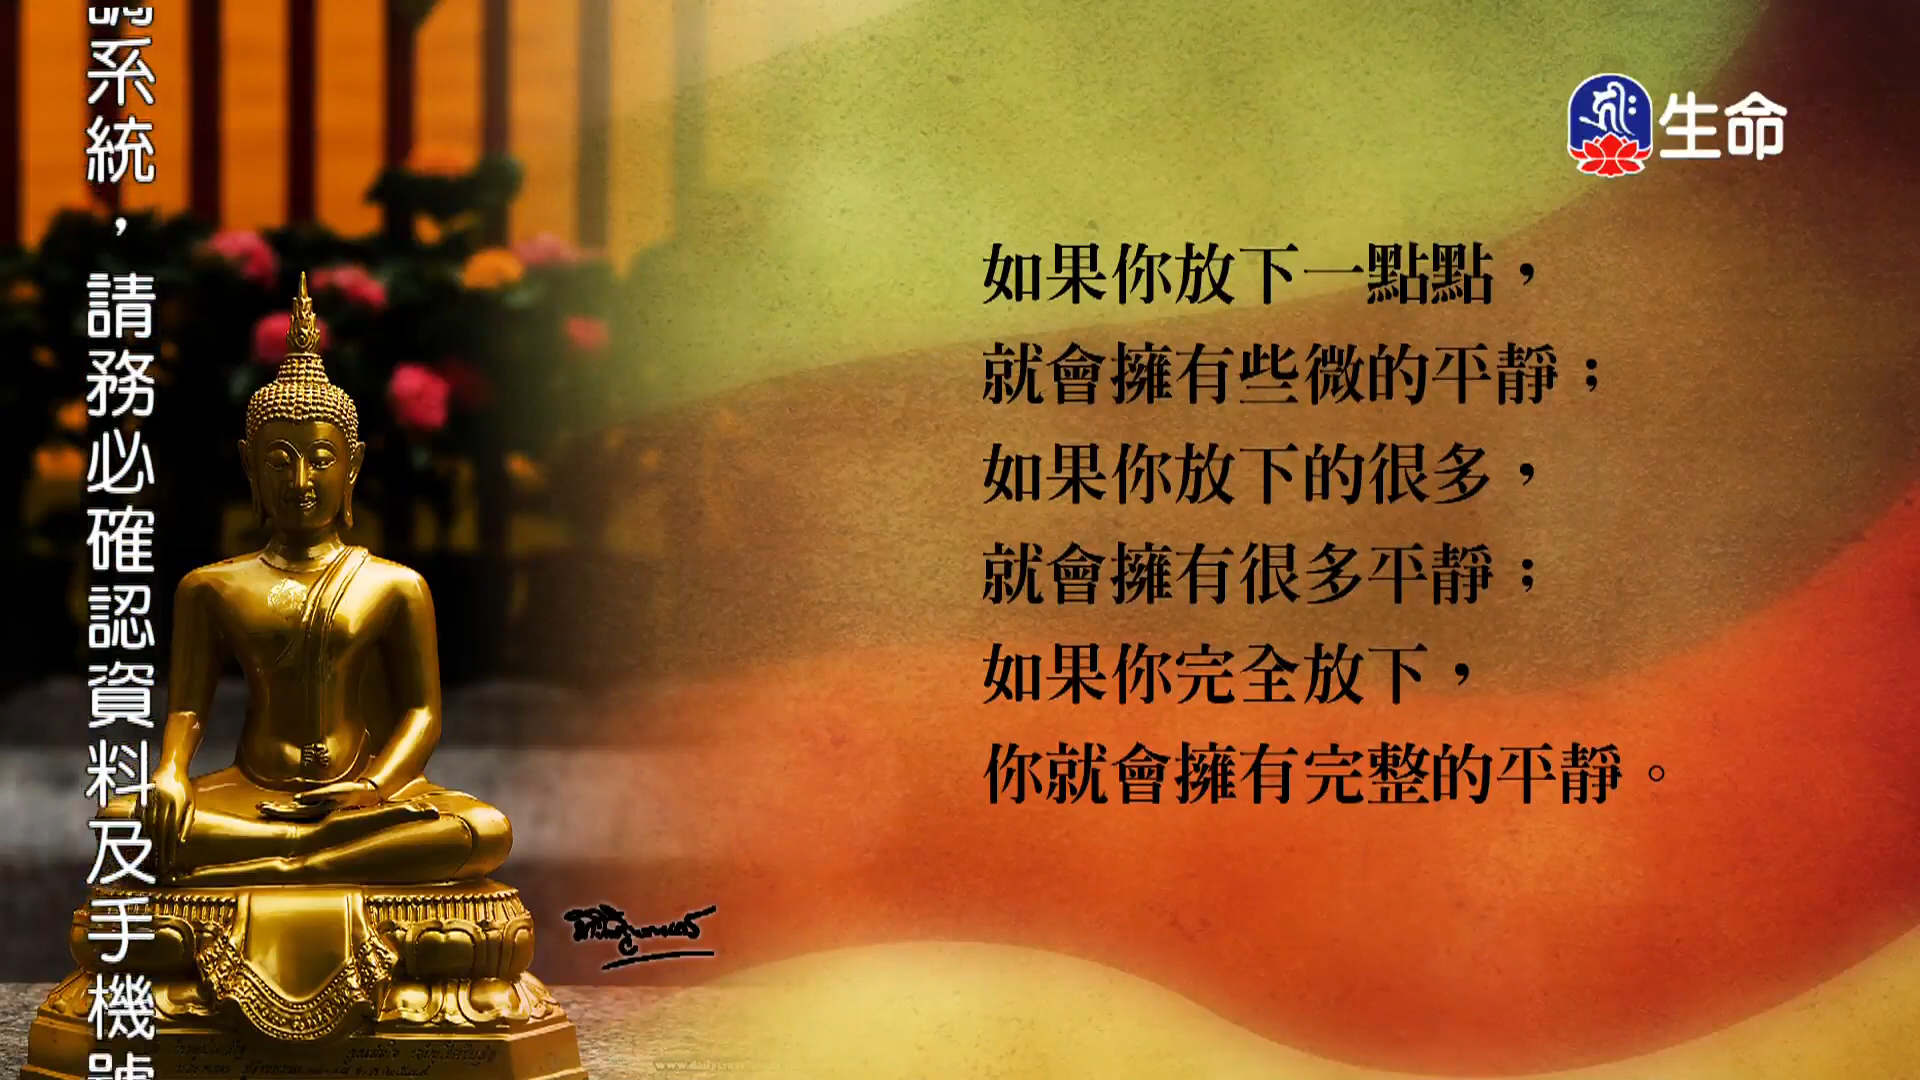 系統，請務必確認資料及手機號
生命
如果你放下一點點，
就會擁有些微的平靜；
如果你放下的很多，
就會擁有很多平靜；
如果你完全放下，
你就會擁有完整的平靜。